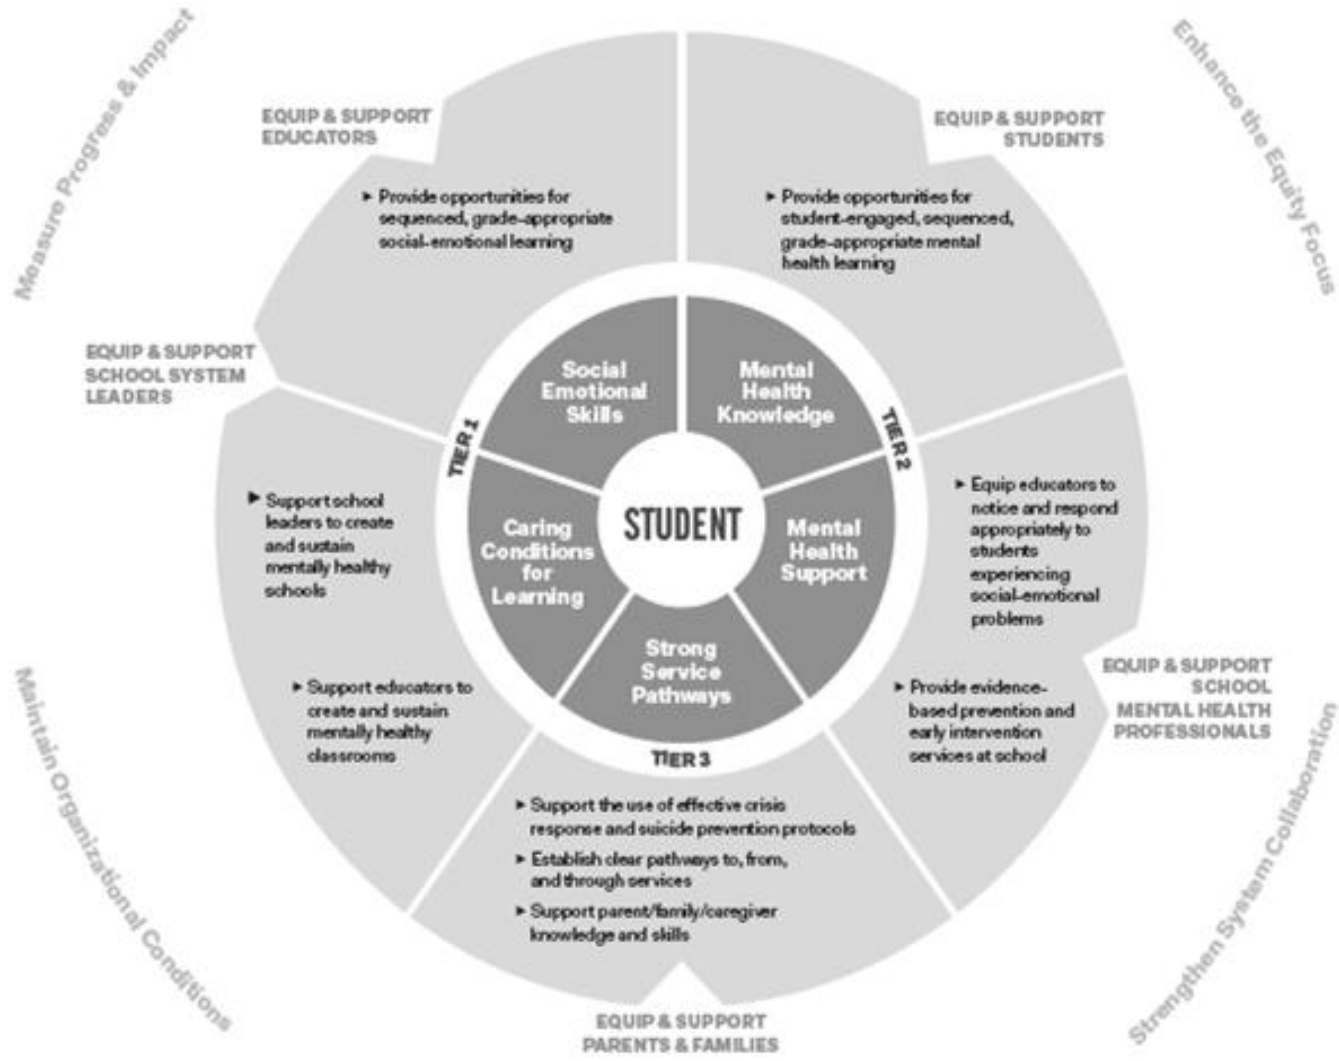 Measure Progress & Impact
Enhance the Equity Focus
EQUIP & SUPPORT
EDUCATORS
EQUIP & SUPPORT
STUDENTS
▸ Provide opportunities for
sequenced, grade-appropriate
social-emotional learning
▸ Provide opportunities for
student-engaged, sequenced,
grade-appropriate mental
health learning
EQUIP & SUPPORT
SCHOOL SYSTEM
LEADERS
Social
Emotional
Skills
Mental
Health
Knowledge
TIER 1
TIER 2
▸ Support school
leaders to create
and sustain
mentally healthy
schools
Caring
Conditions
for
Learning
STUDENT
Mental
Health
Support
▸ Equip educators to
notice and respond
appropriately to
students
experiencing
social-emotional
problems
Strong
Service
Pathways
▸ Support educators to
create and sustain
mentally healthy
classrooms
▸ Provide evidence-
based prevention and
early intervention
services at school
EQUIP & SUPPORT
SCHOOL
MENTAL HEALTH
PROFESSIONALS
TIER 3
▸ Support the use of effective crisis
response and suicide prevention protocols
▸ Establish clear pathways to, from,
and through services
▸ Support parent/family/caregiver
knowledge and skills
Maintain Organizational Conditions
Strengthen System Collaboration
EQUIP & SUPPORT
PARENTS & FAMILIES